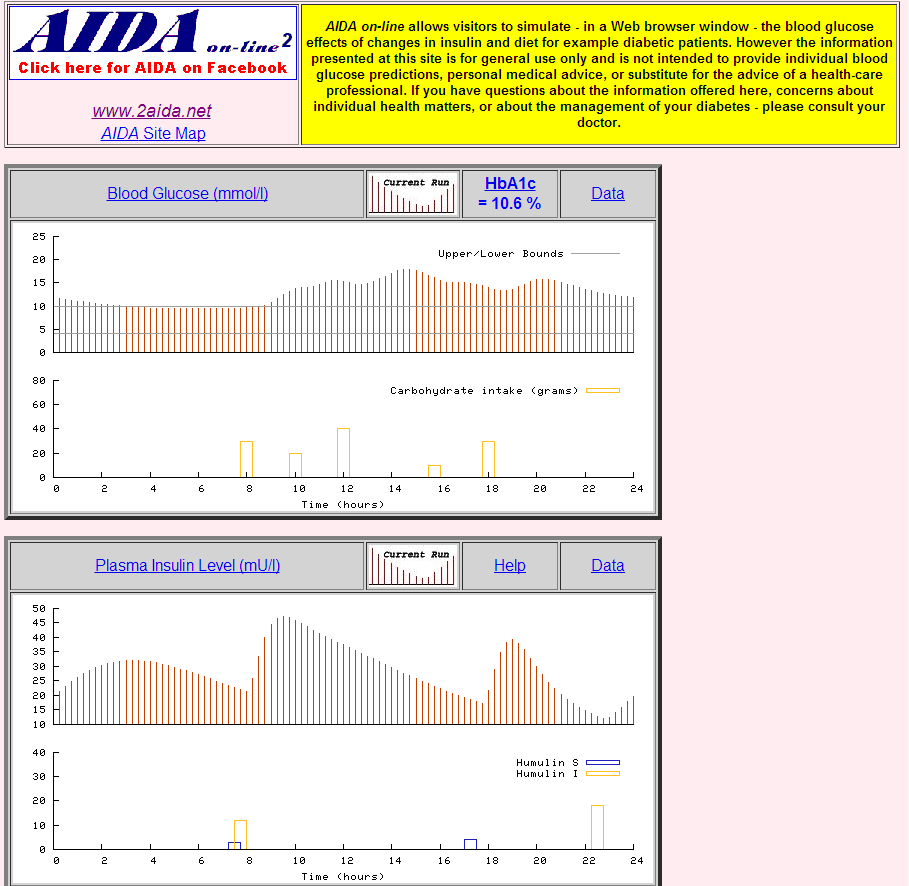 AIDA on-line²
Click here for AIDA on Facebook
www.2aida.net
AIDA Site Map
AIDA on-line allows visitors to simulate - in a Web browser window - the blood glucose
effects of changes in insulin and diet for example diabetic patients. However the information
presented at this site is for general use only and is not intended to provide individual blood
glucose predictions, personal medical advice, or substitute for the advice of a health-care
professional. If you have questions about the information offered here, concerns about
individual health matters, or about the management of your diabetes - please consult your
doctor.
Blood Glucose (mmol/l)
Current Run
HbA1c
= 10.6 %
Data
25
Upper/Lower Bounds
20
15
10
5
0
80
Carbohydrate intake (grams)
60
40
20
0
0 2 4 6 8 10 12 14 16 18 20 22 24
Time (hours)
Plasma Insulin Level (mU/l)
Current Run
Help
Data
50
45
40
35
30
25
20
15
10
40
Humulin S
Humulin I
30
20
10
0
0 2 4 6 8 10 12 14 16 18 20 22 24
Time (hours)